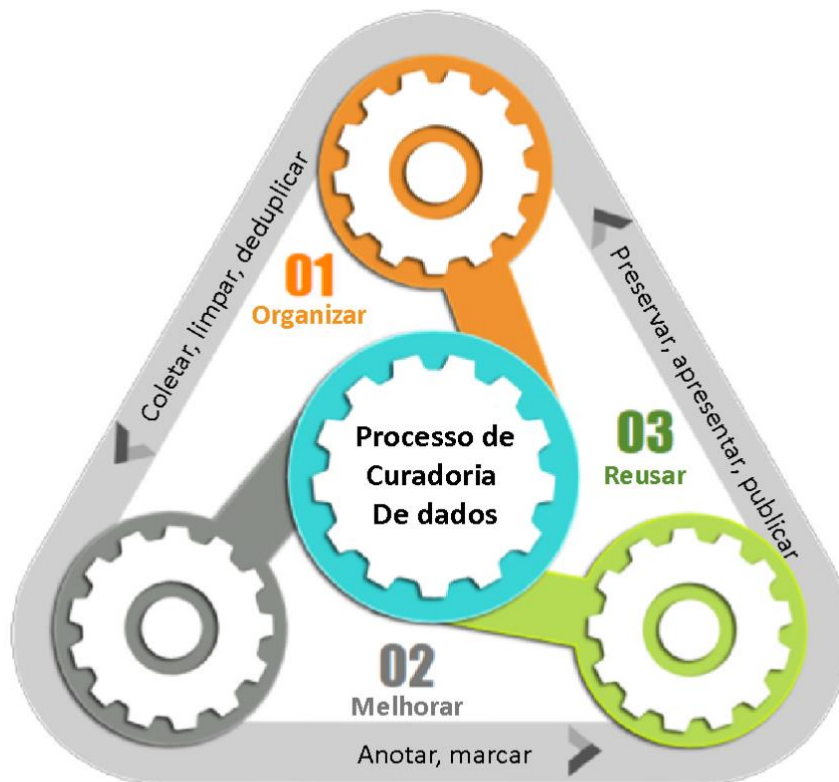 Coletar, limpar, deduplicar
01
Organizar
Preservar, apresentar, publicar
Processo de
Curadoria
De dados
03
Reusar
02
Melhorar
Anotar, marcar